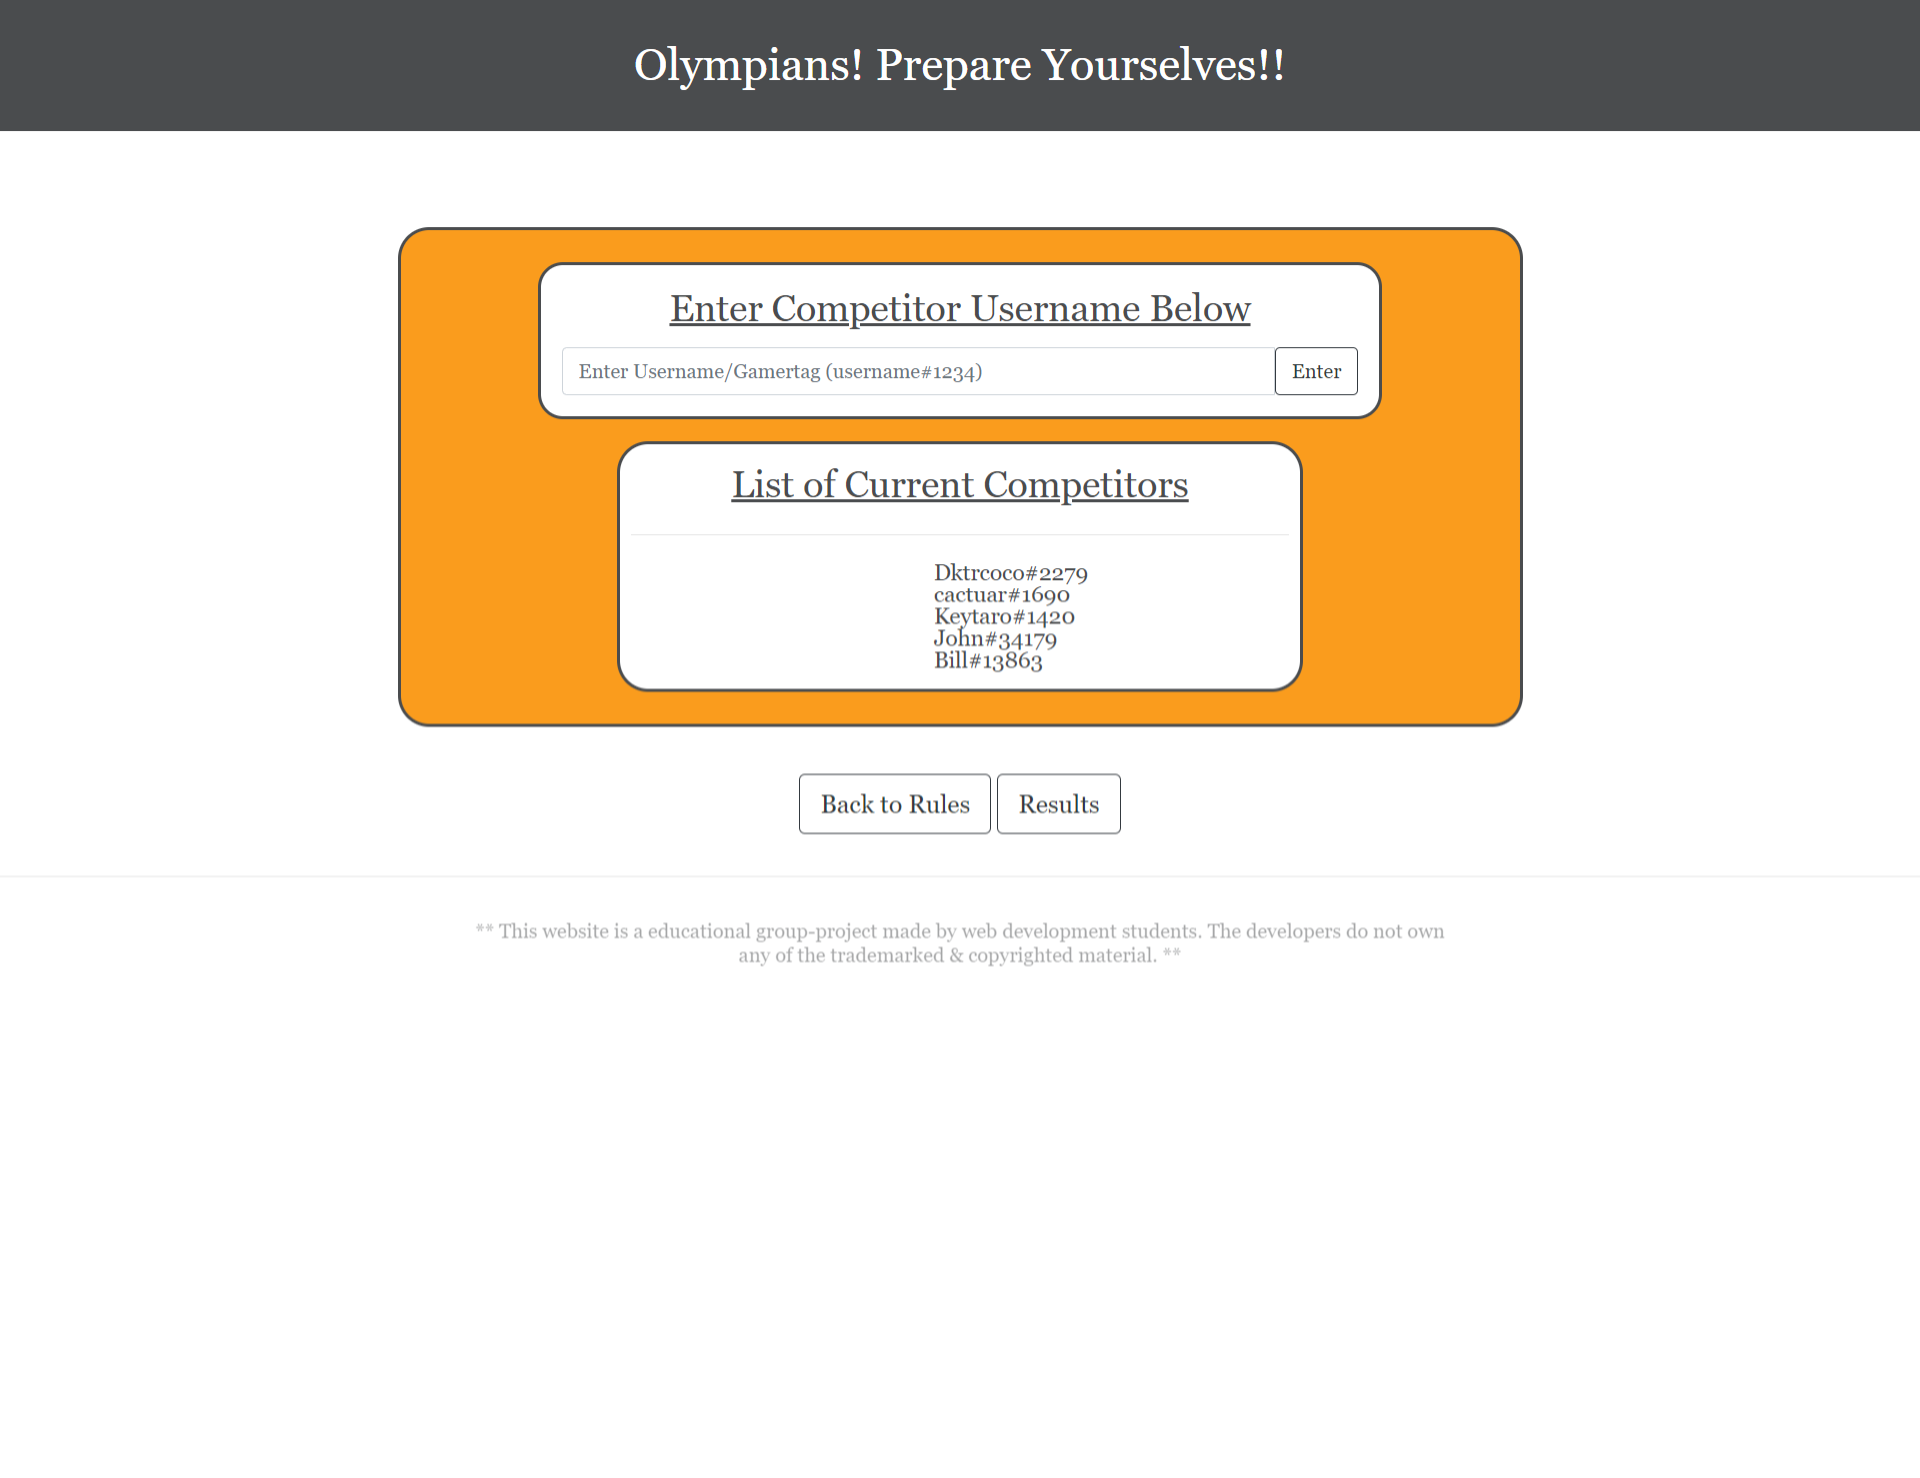 Olympians! Prepare Yourselves!!
Enter Competitor Username Below
Enter Username/Gamertag (username#1234)
Enter
List of Current Competitors
Dktrcoco#2279
cactuar#1690
Keytaro#1420
John#34179
Bill#13863
Back to Rules
Results
** This website is a educational group-project made by web development students. The developers do not own
any of the trademarked & copyrighted material. **